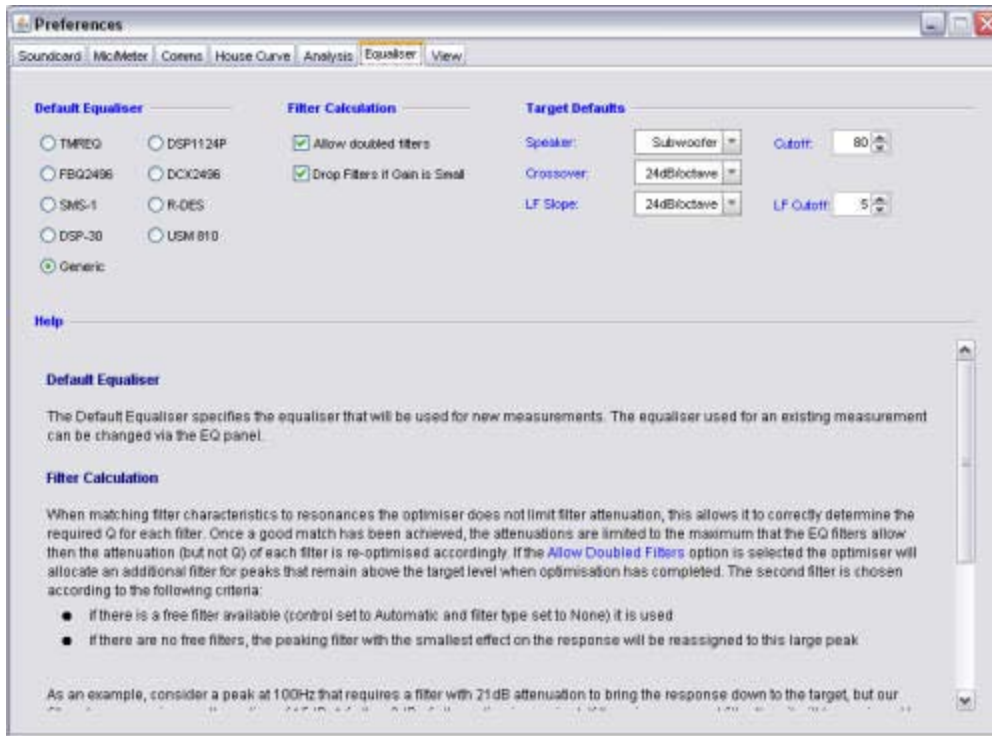 Preferences
Soundcard Mic/Meter Comms House Curve Analysis Equaliser View
Default Equaliser
TMREQ DSP1124P
FBQ2496 DCX2496
SMS-1 R-DES
DSP-30 USM 810
Generic
Filter Calculation
Allow doubled filters
Drop Filters if Gain is Small
Target Defaults
Speaker: Subwoofer Cutoff: 80
Crossover: 24dB/octave
LF Slope: 24dB/octave LF Cutoff: 5
Help
Default Equaliser
The Default Equaliser specifies the equaliser that will be used for new measurements. The equaliser used for an existing measurement
can be changed via the EQ panel.
Filter Calculation
When matching filter characteristics to resonances the optimiser does not limit filter attenuation, this allows it to correctly determine the
required Q for each filter. Once a good match has been achieved, the attenuations are limited to the maximum that the EQ filters allow
then the attenuation (but not Q) of each filter is re-optimised accordingly. If the Allow Doubled Filters option is selected the optimiser will
allocate an additional filter for peaks that remain above the target level when optimisation has completed. The second filter is chosen
according to the following criteria:
• if there is a free filter available (control set to Automatic and filter type set to None) it is used
• if there are no free filters, the peaking filter with the smallest effect on the response will be reassigned to this large peak
As an example, consider a peak at 100Hz that requires a filter with 21dB attenuation to bring the response down to the target, but our